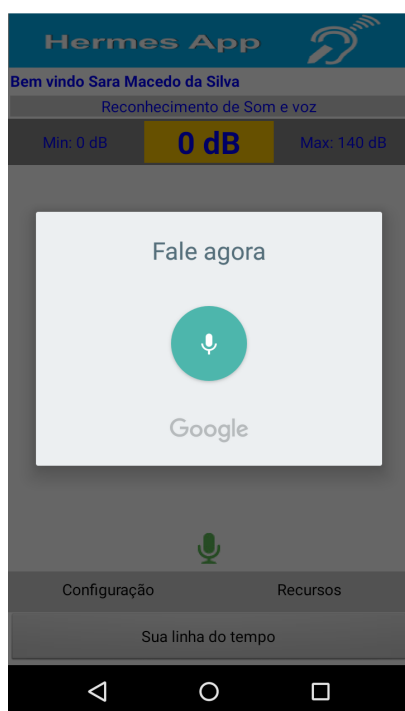 Hermes App
Bem vindo Sara Macedo da Silva
Reconhecimento de Som e voz
Min: 0 dB 0 dB Max: 140 dB
Fale agora
Google
Configuração Recursos
Sua linha do tempo